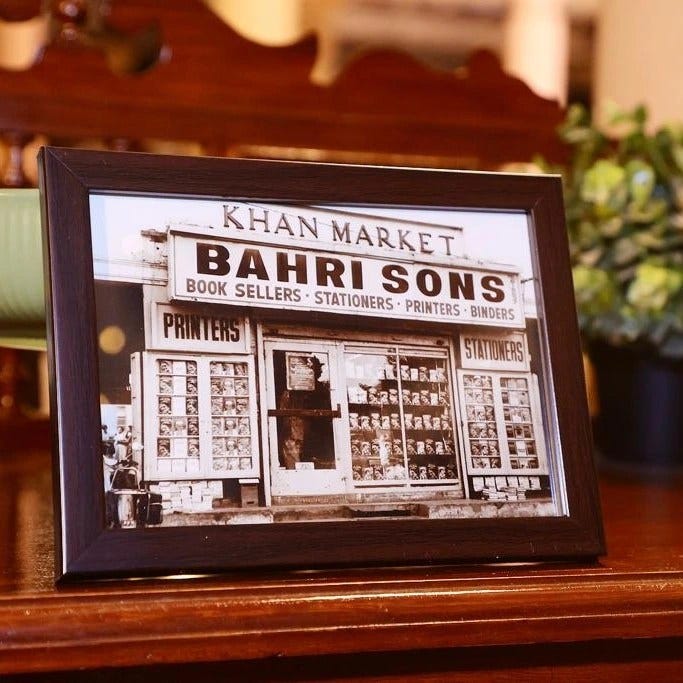 KHAN MARKET
BAHRI SONS
BOOK SELLERS · STATIONERS · PRINTERS · BINDERS
PRINTERS
STATIONERS